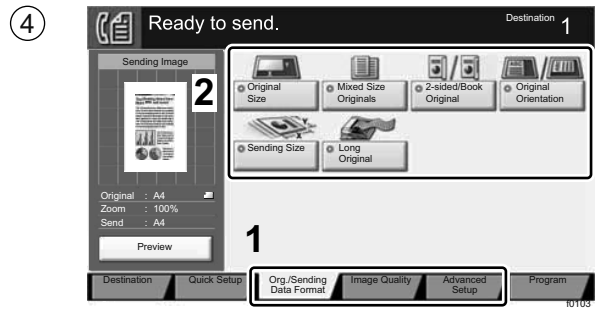 4
Ready to send.
Destination 1
Sending Image
2
Original : A4
Zoom : 100%
Send : A4
Preview
Original
Size
Mixed Size
Originals
2-sided/Book
Original
Original
Orientation
Sending Size
Long
Original
X
Y
1
Destination
Quick Setup
Org./Sending
Data Format
Image Quality
Advanced
Setup
Program
f0103